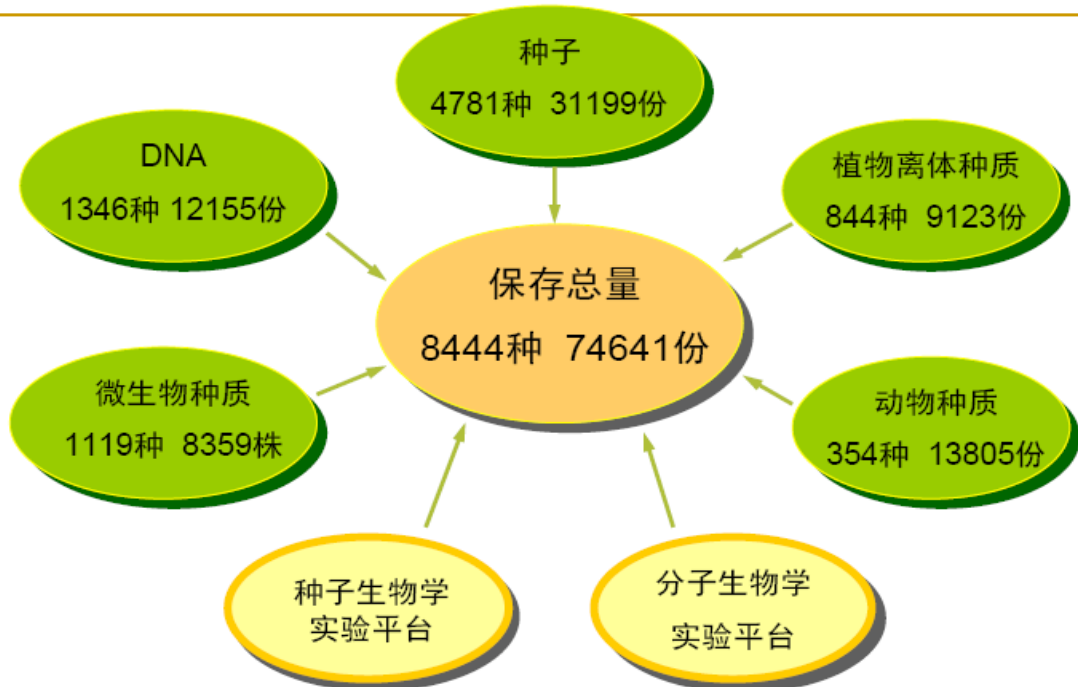 种子
4781种 31199份
DNA
1346种 12155份
植物离体种质
844种 9123份
保存总量
8444种 74641份
微生物种质
1119种 8359株
动物种质
354种 13805份
种子生物学
实验平台
分子生物学
实验平台